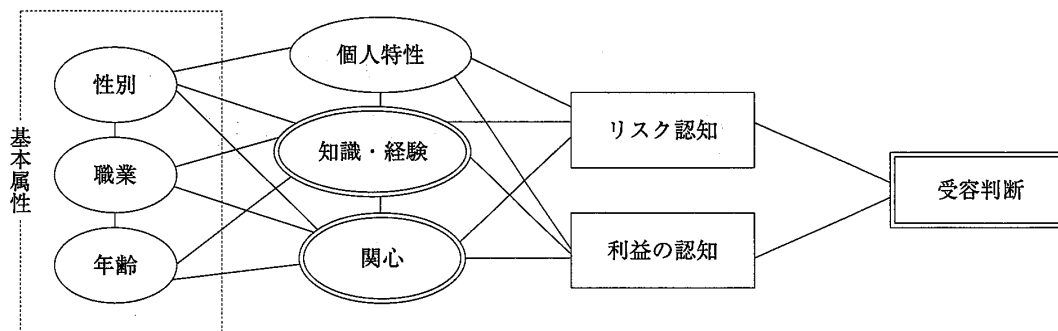 基本属性
性別
職業
年齢
個人特性
知識・経験
関心
リスク認知
利益の認知
受容判断